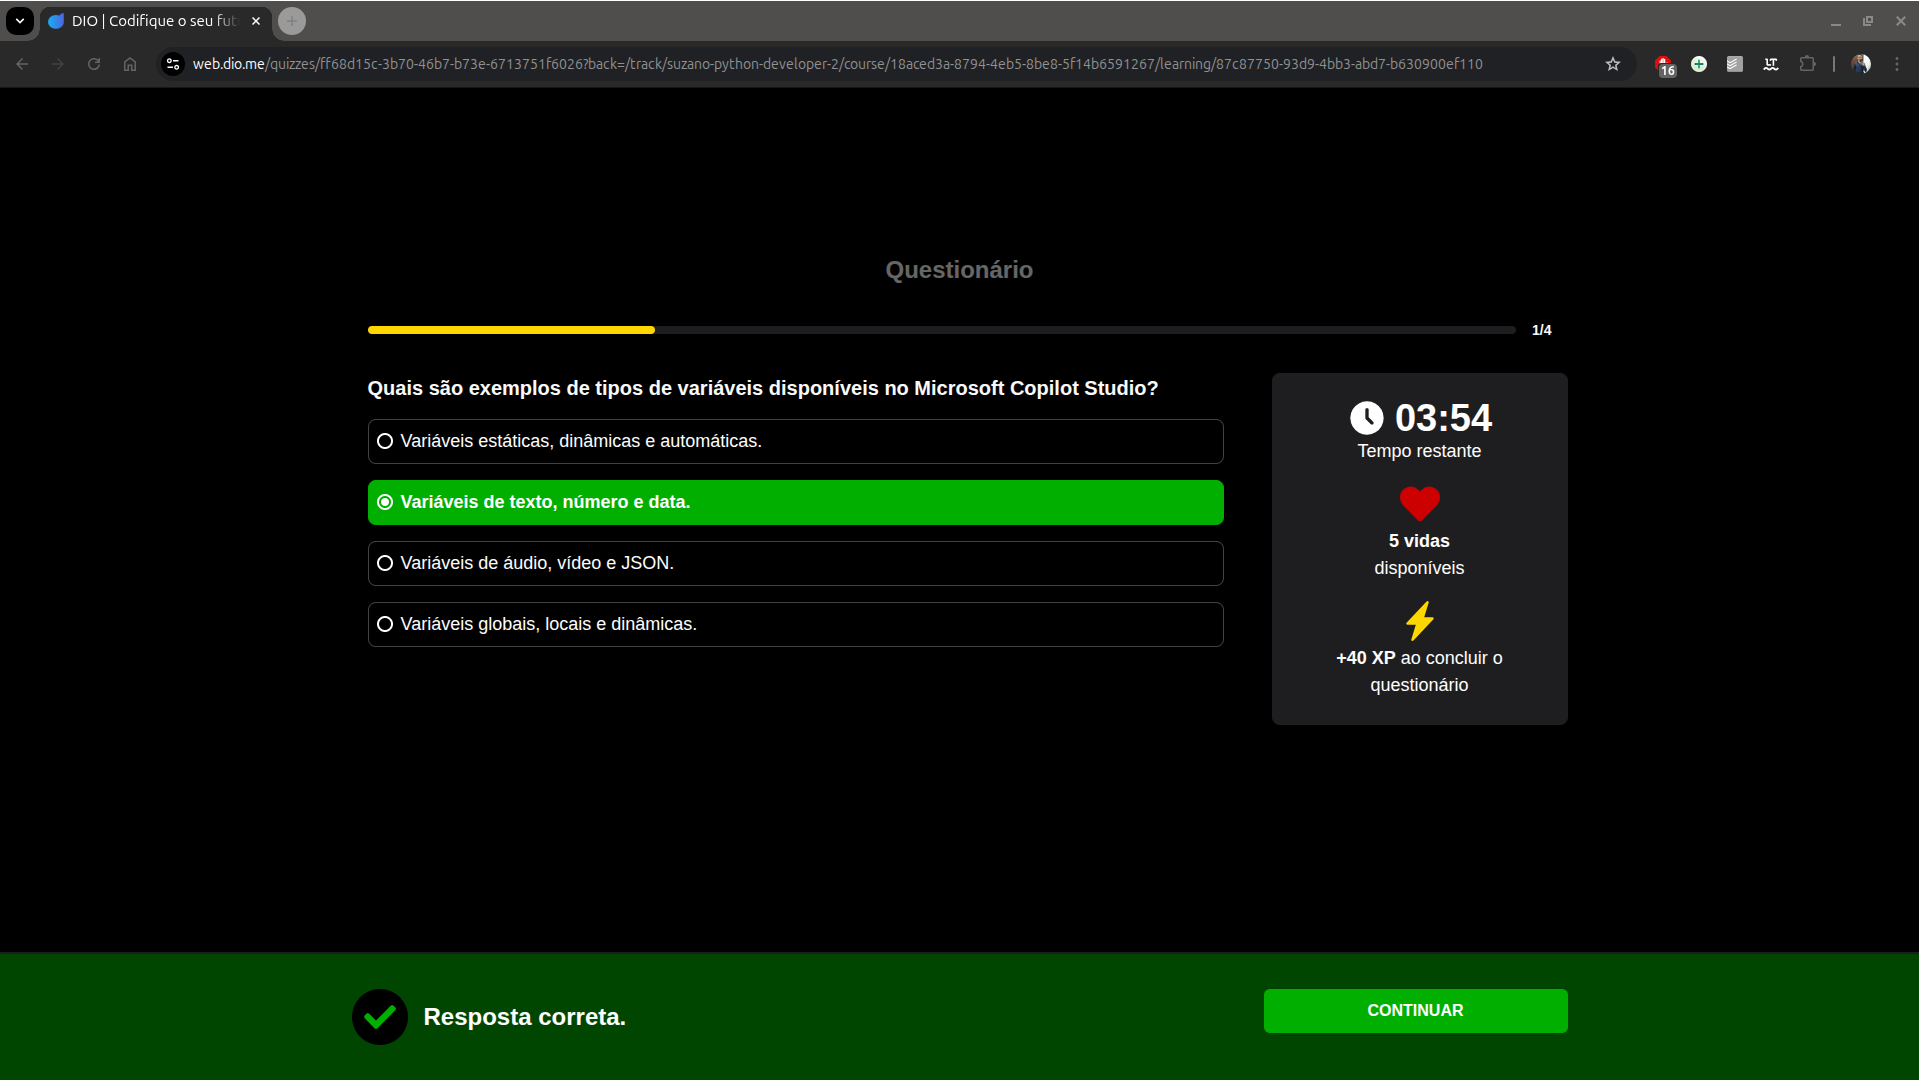 DIO | Codifique o seu fut
web.dio.me/quizzes/ff68d15c-3b70-46b7-b73e-6713751f6026?back=/track/suzano-python-developer-2/course/18aced3a-8794-4eb5-8be8-5f14b6591267/learning/87c87750-93d9-4bb3-abd7-b630900ef110
16
LT
Questionário
1/4
Quais são exemplos de tipos de variáveis disponíveis no Microsoft Copilot Studio?
Variáveis estáticas, dinâmicas e automáticas.
Variáveis de texto, número e data.
Variáveis de áudio, vídeo e JSON.
Variáveis globais, locais e dinâmicas.
03:54
Tempo restante
5 vidas
disponíveis
+40 XP ao concluir o
questionário
Resposta correta.
CONTINUAR